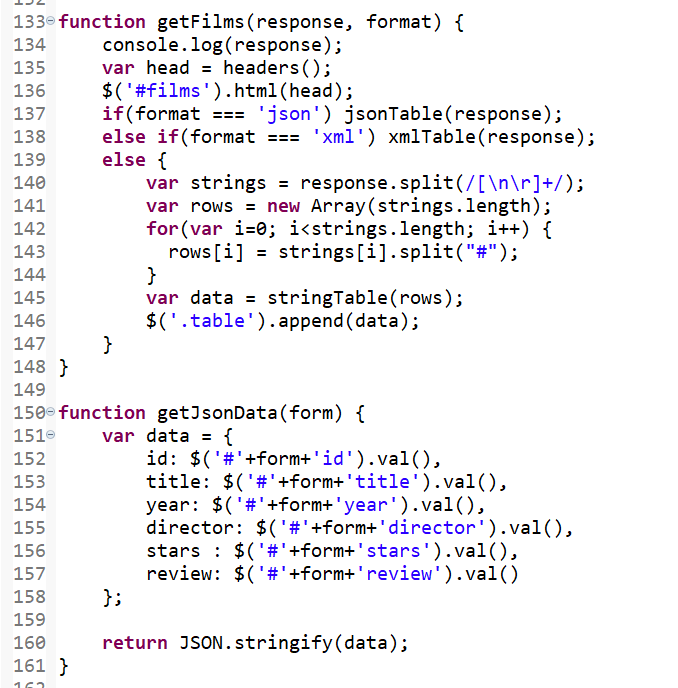 133 function getFilms(response, format) {
134     console.log(response);
135     var head = headers();
136     $('#films').html(head);
137     if(format === 'json') jsonTable(response);
138     else if(format === 'xml') xmlTable(response);
139     else {
140         var strings = response.split(/[\n\r]+/);
141         var rows = new Array(strings.length);
142         for(var i=0; i<strings.length; i++) {
143           rows[i] = strings[i].split("#");
144         }
145         var data = stringTable(rows);
146         $('.table').append(data);
147     }
148 }
149
150 function getJsonData(form) {
151     var data = {
152         id: $('#'+form+'id').val(),
153         title: $('#'+form+'title').val(),
154         year: $('#'+form+'year').val(),
155         director: $('#'+form+'director').val(),
156         stars : $('#'+form+'stars').val(),
157         review: $('#'+form+'review').val()
158     };
159
160     return JSON.stringify(data);
161 }